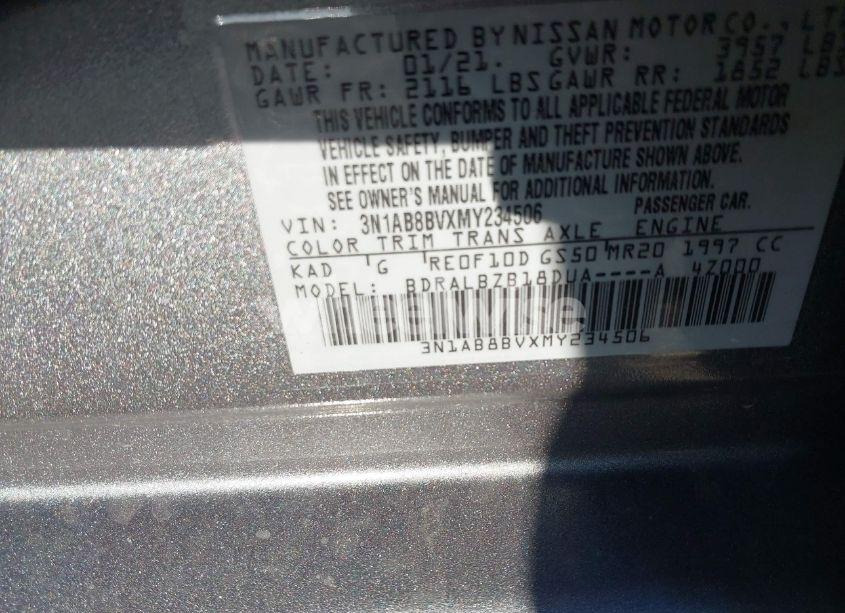 MANUFACTURED BY NISSAN MOTOR CO., LT
DATE: 01/21. GVWR: 3957 LB
GAWR FR: 2116 LBS GAWR RR: 1852 LBS
THIS VEHICLE CONFORMS TO ALL APPLICABLE FEDERAL MOTOR
VEHICLE SAFETY, BUMPER AND THEFT PREVENTION STANDARDS
IN EFFECT ON THE DATE OF MANUFACTURE SHOWN ABOVE.
SEE OWNER'S MANUAL FOR ADDITIONAL INFORMATION.
VIN: 3N1AB8BVXMY234506 PASSENGER CAR.
COLOR TRIM TRANS AXLE ENGINE
KAD G RE0F10D GS50 MR20 1997 CC
MODEL: BDRALBZB18DUA----A 4Z000
3N1AB8BVXMY234506